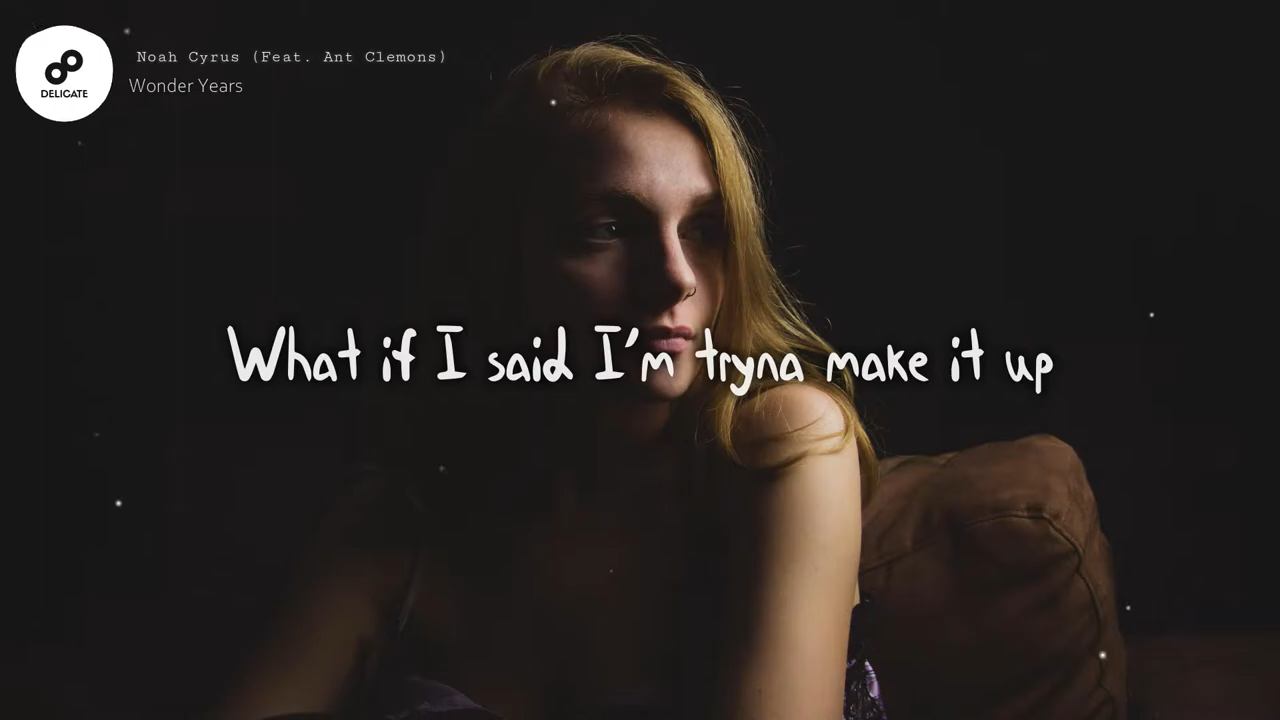 Noah Cyrus (Feat. Ant Clemons)
Wonder Years
DELICATE
What if I said I'm tryna make it up